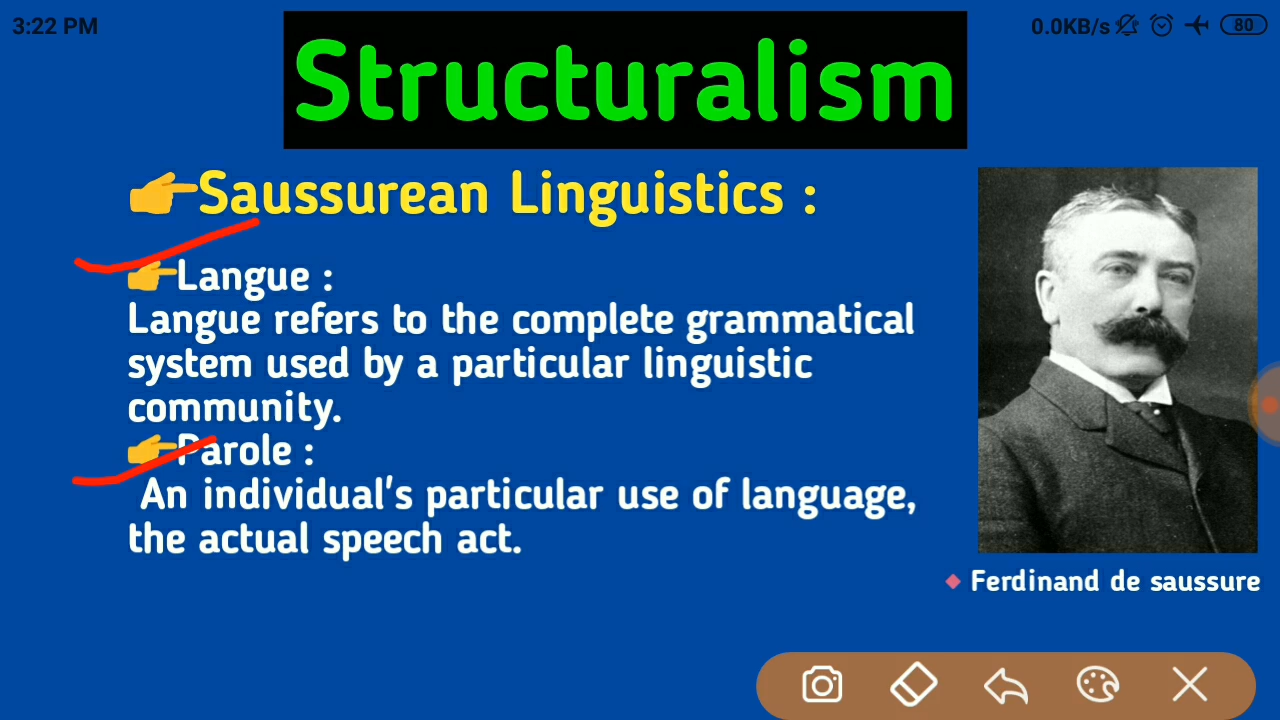 3:22 PM
0.0KB/s
80
Structuralism
👉Saussurean Linguistics :
👉Langue :
Langue refers to the complete grammatical
system used by a particular linguistic
community.
👉Parole :
An individual's particular use of language,
the actual speech act.
♦ Ferdinand de saussure